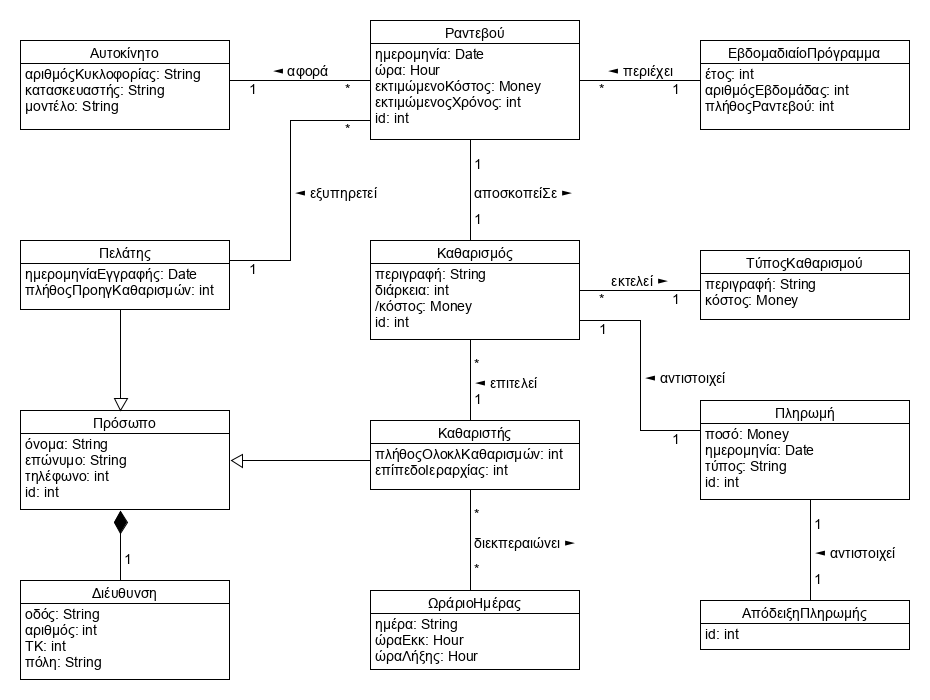 Αυτοκίνητο
αριθμόςΚυκλοφορίας: String
κατασκευαστής: String
μοντέλο: String
◄ αφορά
1
*
Ραντεβού
ημερομηνία: Date
ώρα: Hour
εκτιμώμενοΚόστος: Money
εκτιμώμενοςΧρόνος: int
id: int
◄ περιέχει
*
1
ΕβδομαδιαίοΠρόγραμμα
έτος: int
αριθμόςΕβδομάδας: int
πλήθοςΡαντεβού: int
*
◄ εξυπηρετεί
1
1
αποσκοπείΣε ►
1
Πελάτης
ημερομηνίαΕγγραφής: Date
πλήθοςΠροηγΚαθαρισμών: int
Καθαρισμός
περιγραφή: String
διάρκεια: int
/κόστος: Money
id: int
εκτελεί ►
*
1
ΤύποςΚαθαρισμού
περιγραφή: String
κόστος: Money
1
◄ αντιστοιχεί
1
*
◄ επιτελεί
1
Πρόσωπο
όνομα: String
επώνυμο: String
τηλέφωνο: int
id: int
Καθαριστής
πλήθοςΟλοκλΚαθαρισμών: int
επίπεδοΙεραρχίας: int
Πληρωμή
ποσό: Money
ημερομηνία: Date
τύπος: String
id: int
1
*
διεκπεραιώνει ►
*
1
◄ αντιστοιχεί
1
Διέυθυνση
οδός: String
αριθμός: int
ΤΚ: int
πόλη: String
ΩράριοΗμέρας
ημέρα: String
ώραΕκκ: Hour
ώραΛήξης: Hour
ΑπόδειξηΠληρωμής
id: int